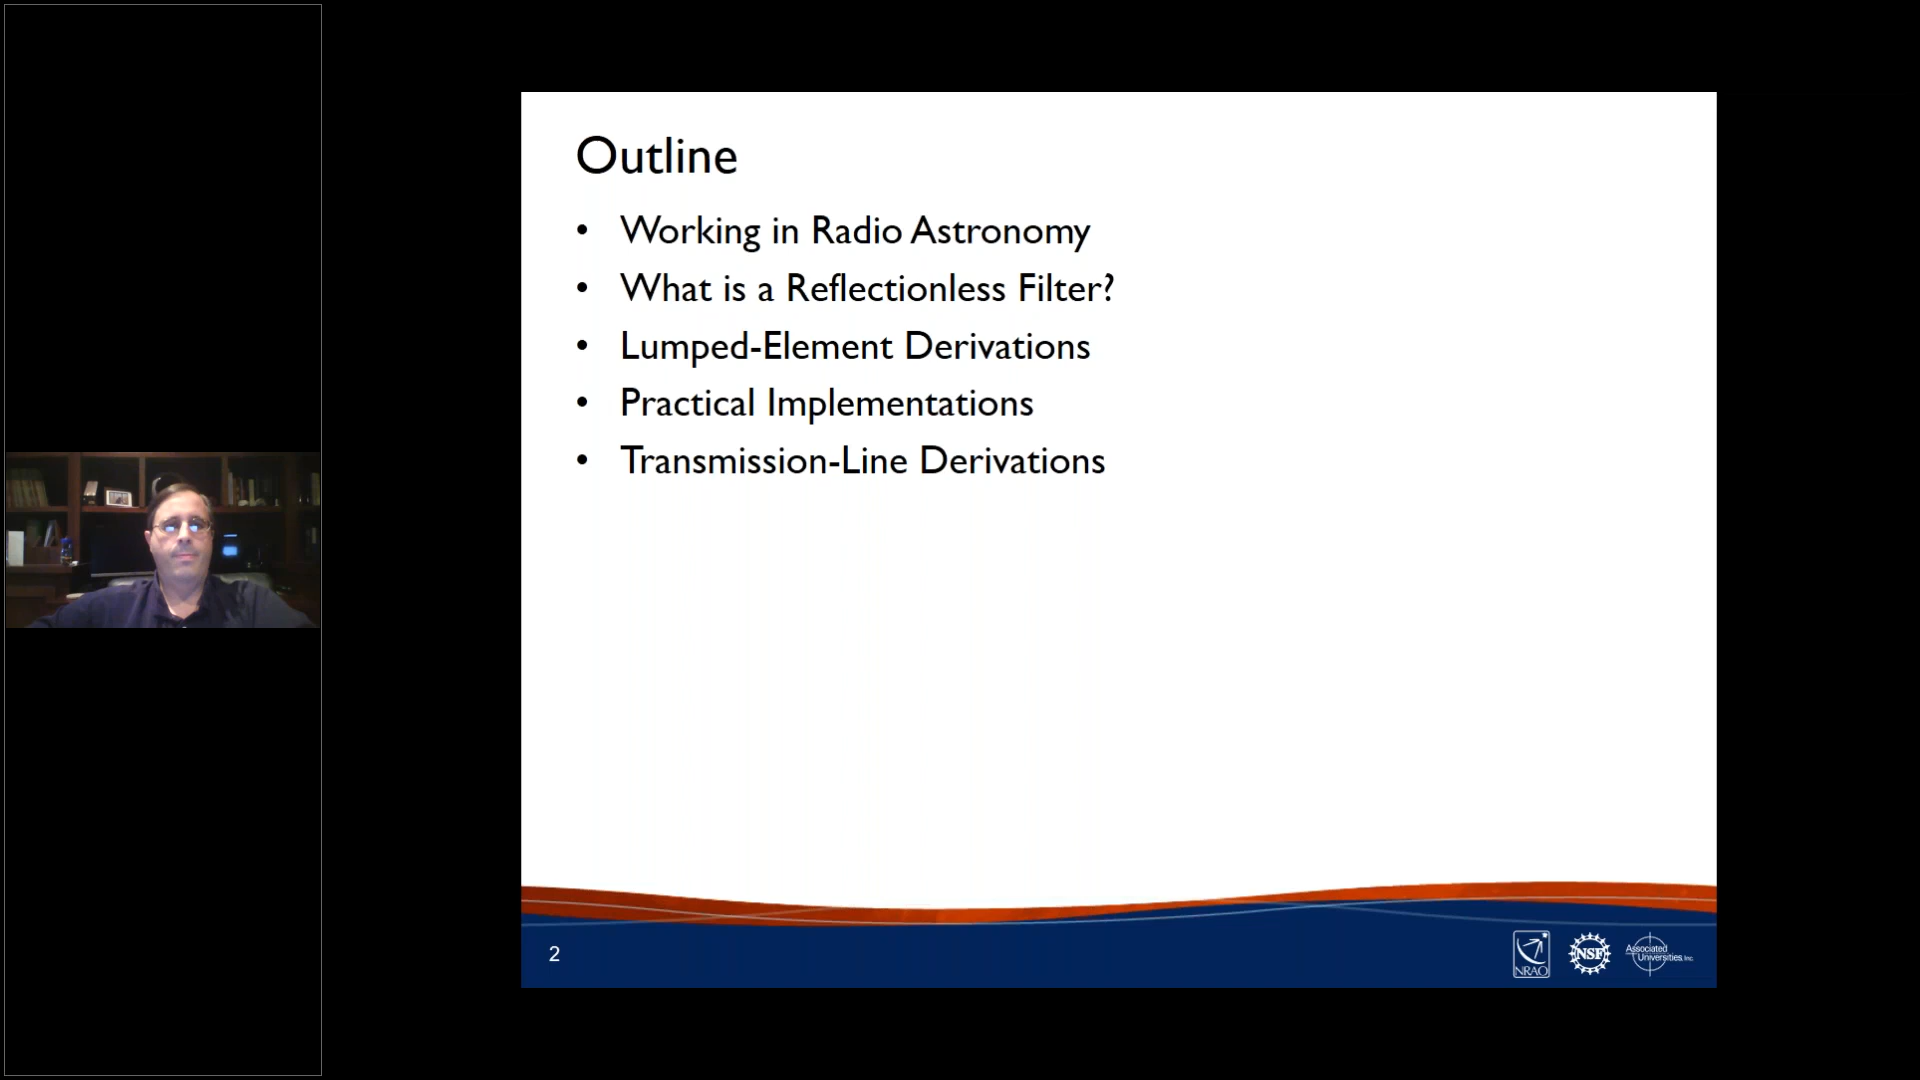 Outline
• Working in Radio Astronomy
• What is a Reflectionless Filter?
• Lumped-Element Derivations
• Practical Implementations
• Transmission-Line Derivations
2
NRAO
NSF
Associated
Universities, Inc.